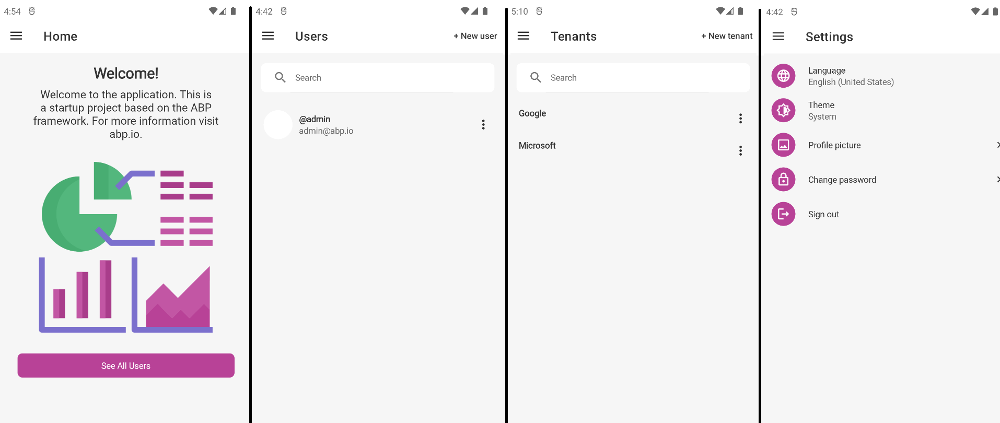 4:54
Home
Welcome!
Welcome to the application. This is
a startup project based on the ABP
framework. For more information visit
abp.io.
See All Users
4:42
Users
+ New user
Search
@admin
admin@abp.io
5:10
Tenants
+ New tenant
Search
Google
Microsoft
4:42
Settings
Language
English (United States)
Theme
System
Profile picture
Change password
Sign out